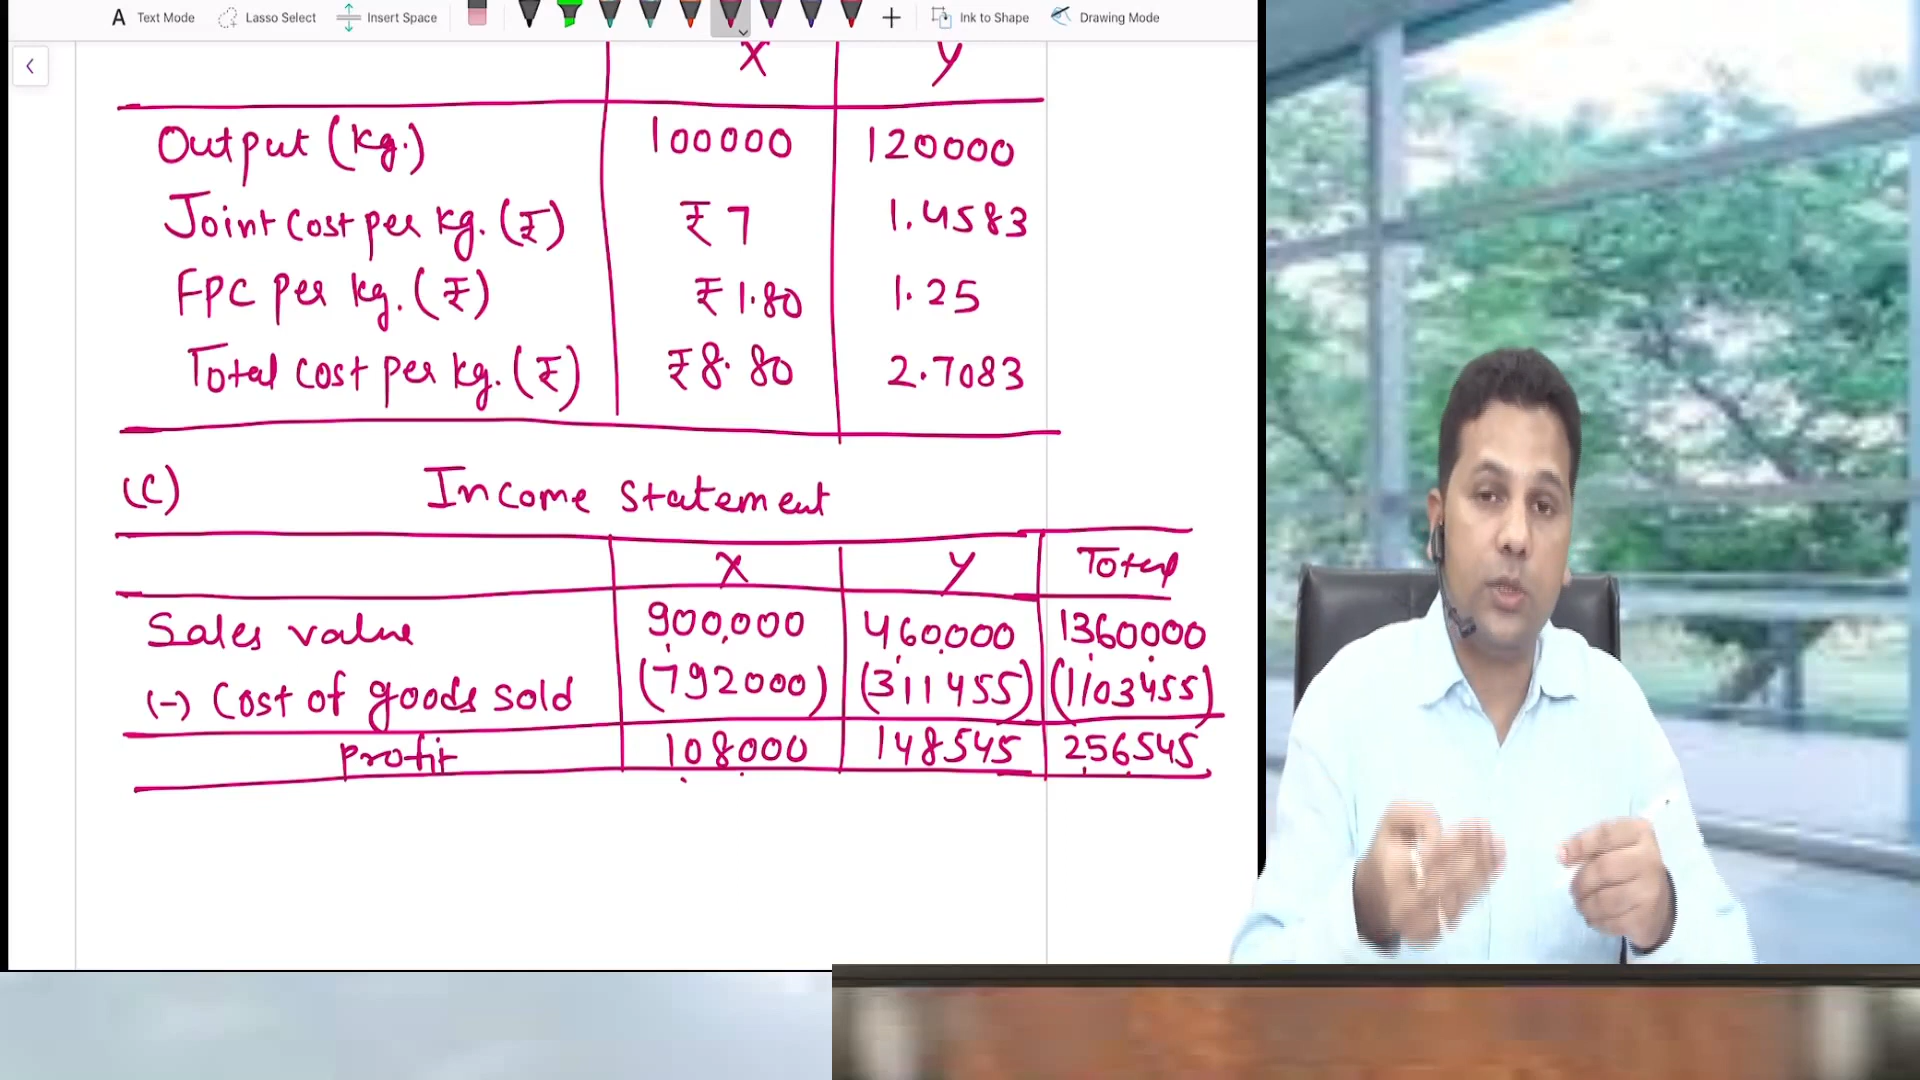 Text Mode Lasso Select Insert Space Ink to Shape Drawing Mode
X Y
Output (kg.) 100000 120000
Joint Cost per kg. (₹) ₹ 7 1.4583
FPC per kg. (₹) ₹ 1.80 1.25
Total cost per kg. (₹) ₹ 8.80 2.7083
(C) Income Statement
X Y Total
Sales value 900,000 460000 1360000
(-) Cost of goods sold (792000) (311455) (1103455)
Profit 108000 148545 256545